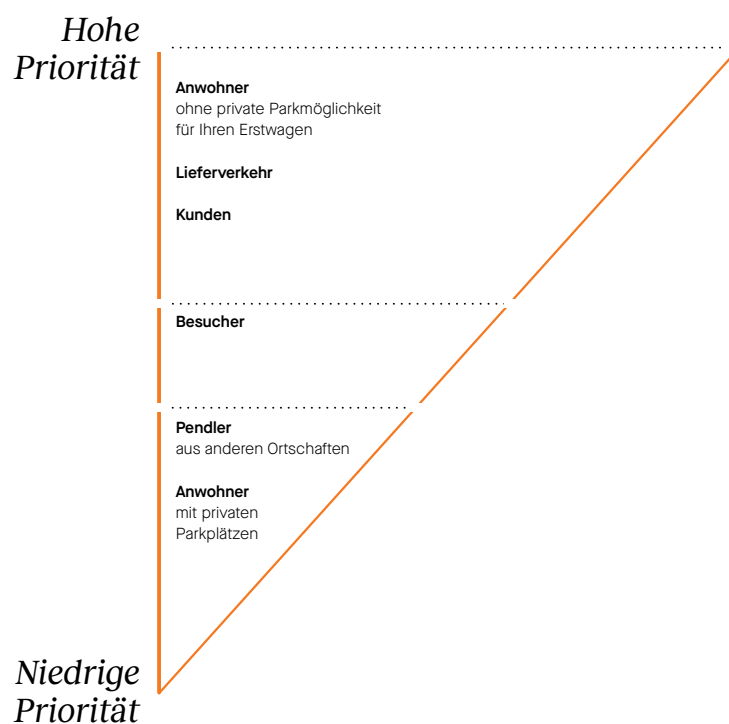 Hohe
Priorität
Anwohner
ohne private Parkmöglichkeit
für Ihren Erstwagen
Lieferverkehr
Kunden
Besucher
Pendler
aus anderen Ortschaften
Anwohner
mit privaten
Parkplätzen
Niedrige
Priorität